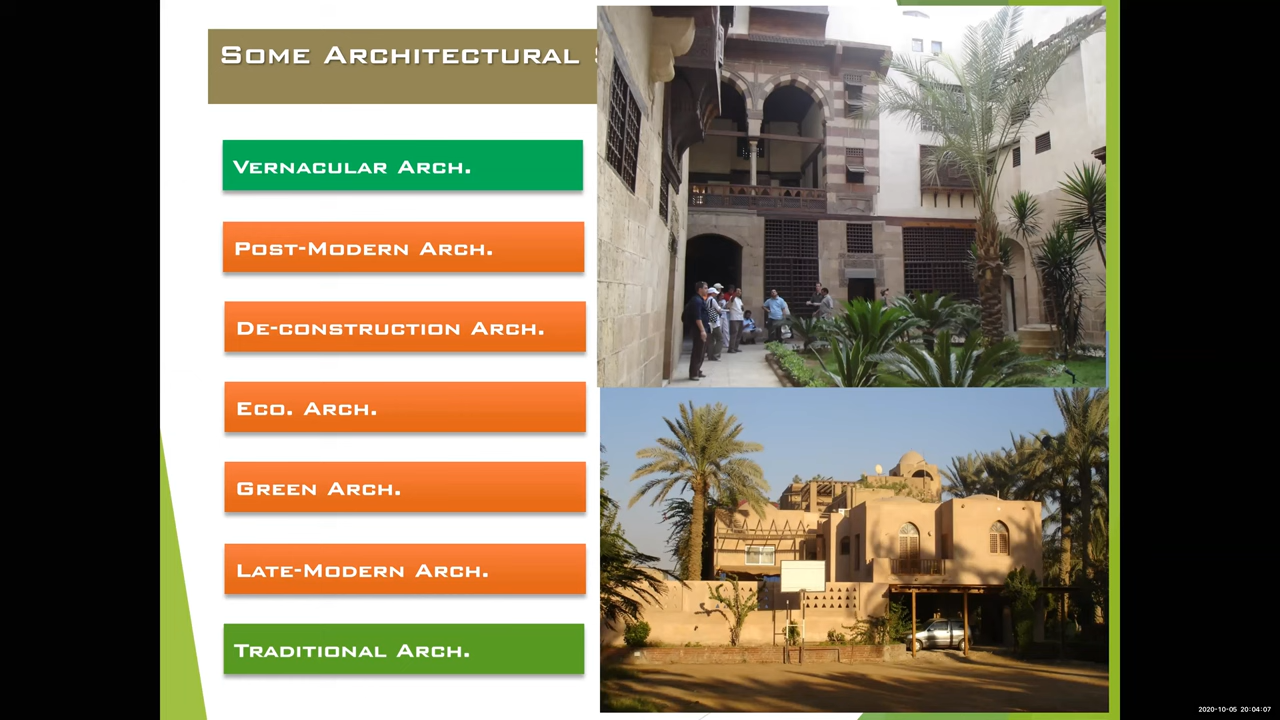 Some Architectural
Vernacular Arch.
Post-Modern Arch.
De-construction Arch.
Eco. Arch.
Green Arch.
Late-Modern Arch.
Traditional Arch.
2020-10-05 20:04:07